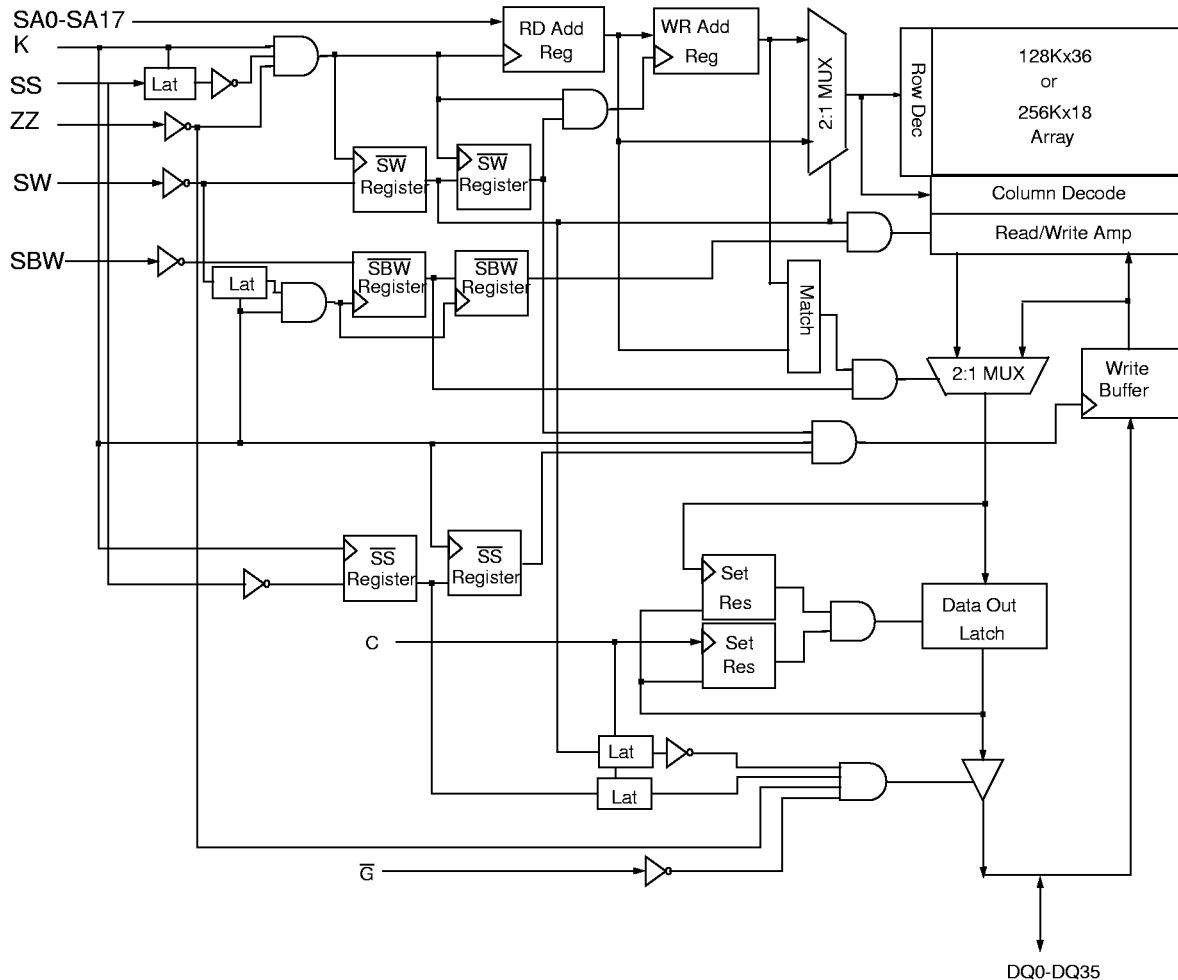 SA0-SA17
K
SS
ZZ
SW
SBW
Lat
RD Add
Reg
WR Add
Reg
2:1 MUX
Row Dec
128Kx36
or
256Kx18
Array
Column Decode
Read/Write Amp
SW
Register
SW
Register
Lat
SBW
Register
SBW
Register
Match
2:1 MUX
Write
Buffer
SS
Register
SS
Register
Set
Res
Set
Res
Data Out
Latch
C
Lat
Lat
G
DQ0-DQ35